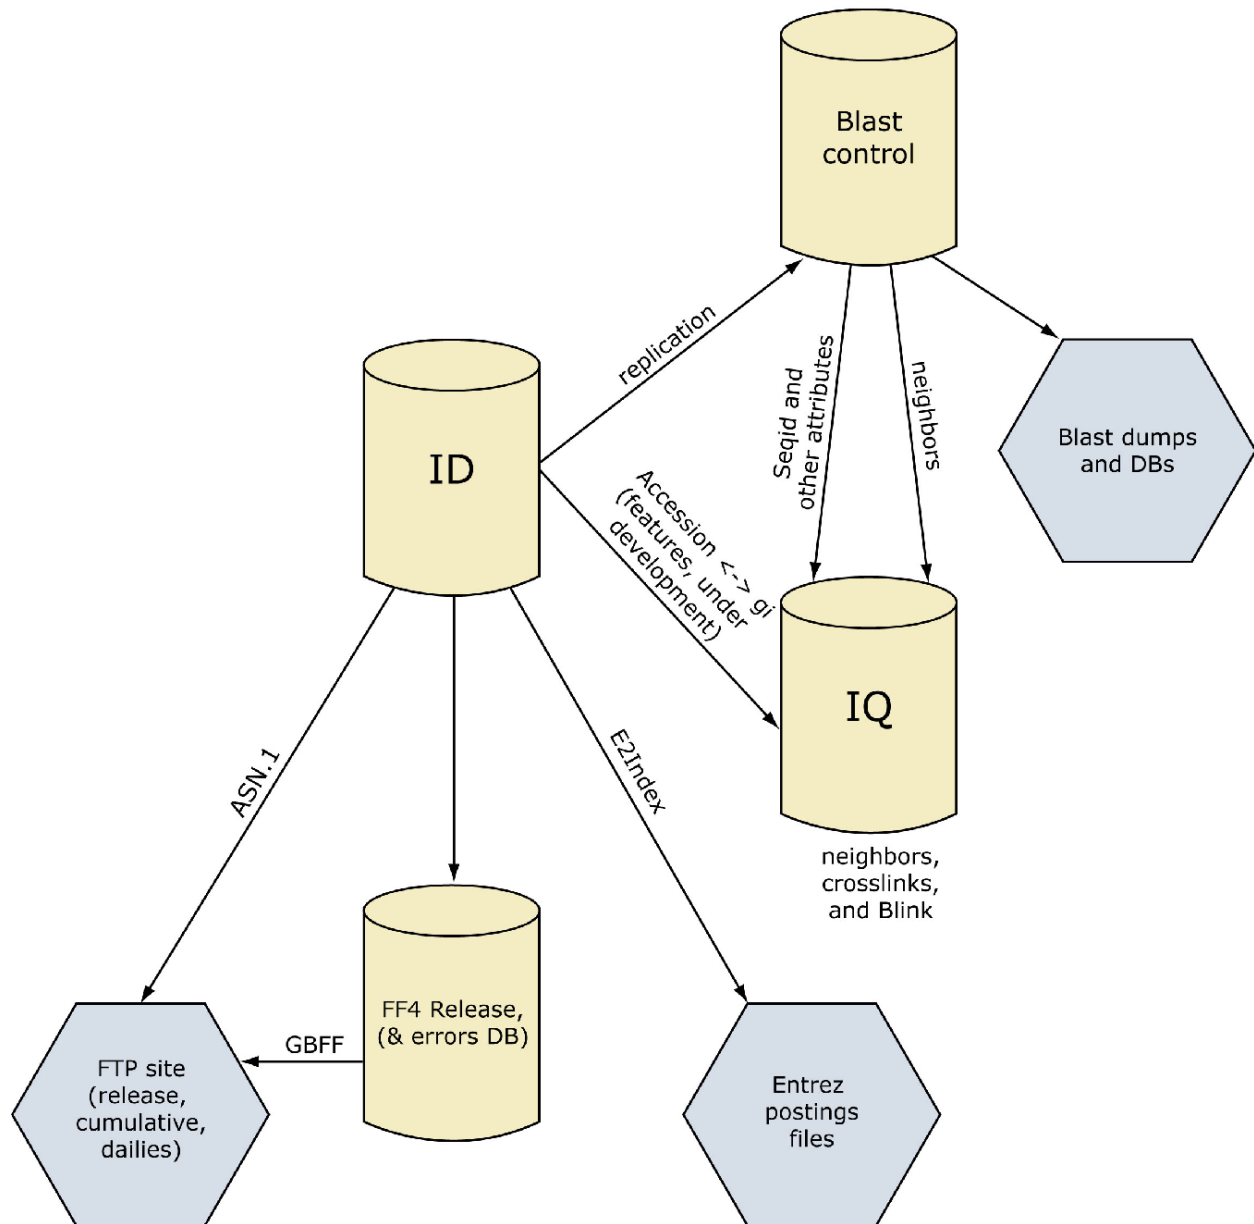 Blast
control
replication
Seqid and
other attributes
neighbors
Blast dumps
and DBs
ID
Accession <-> gi
(features, under
development)
IQ
neighbors,
crosslinks,
and Blink
ASN.1
E2Index
FF4 Release,
(& errors DB)
GBFF
FTP site
(release,
cumulative,
dailies)
Entrez
postings
files